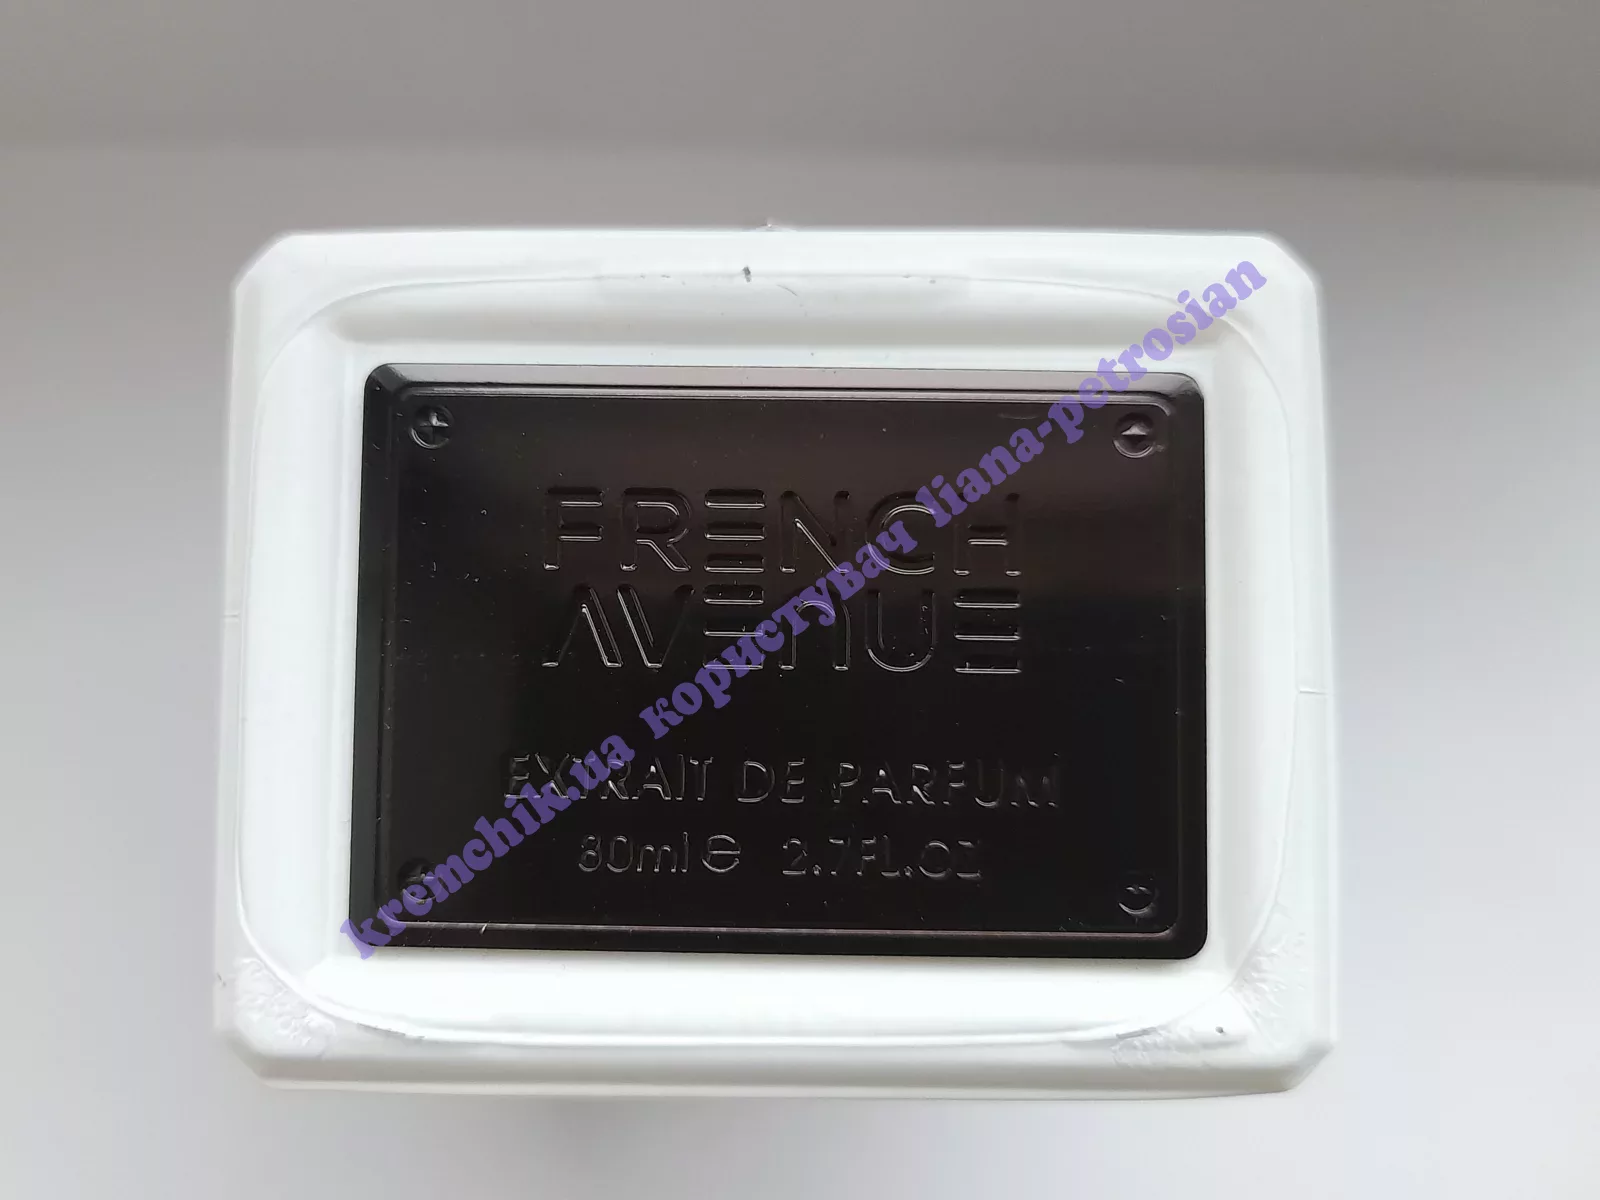 FRENCH
AVENUE
EXTRAIT DE PARFUM
80ml e 2.7FL.OZ
kremchik.ua користувач liana-petrosian